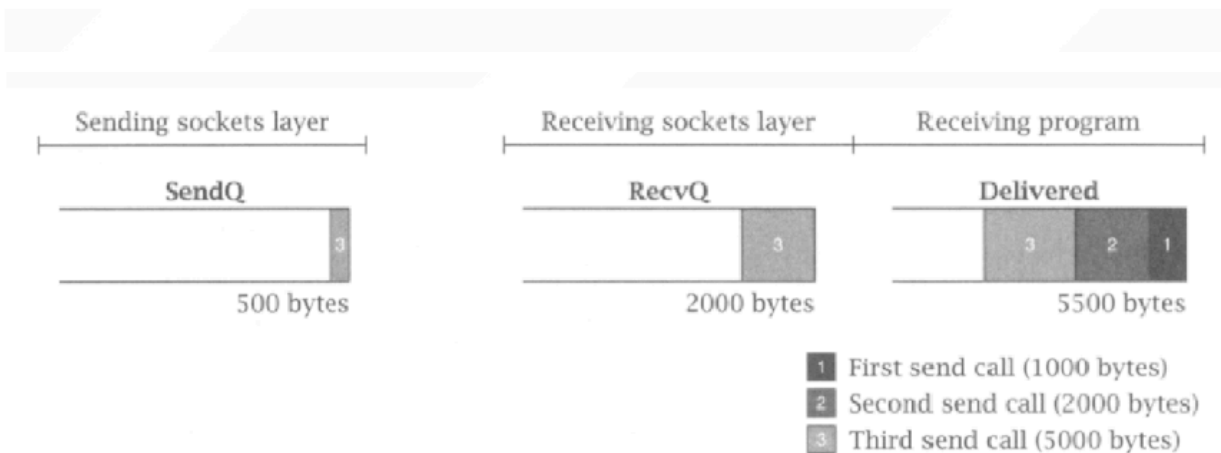 Sending sockets layer
Receiving sockets layer
Receiving program
SendQ
RecvQ
Delivered
3
3
3 2 1
500 bytes
2000 bytes
5500 bytes
1 First send call (1000 bytes)
2 Second send call (2000 bytes)
3 Third send call (5000 bytes)